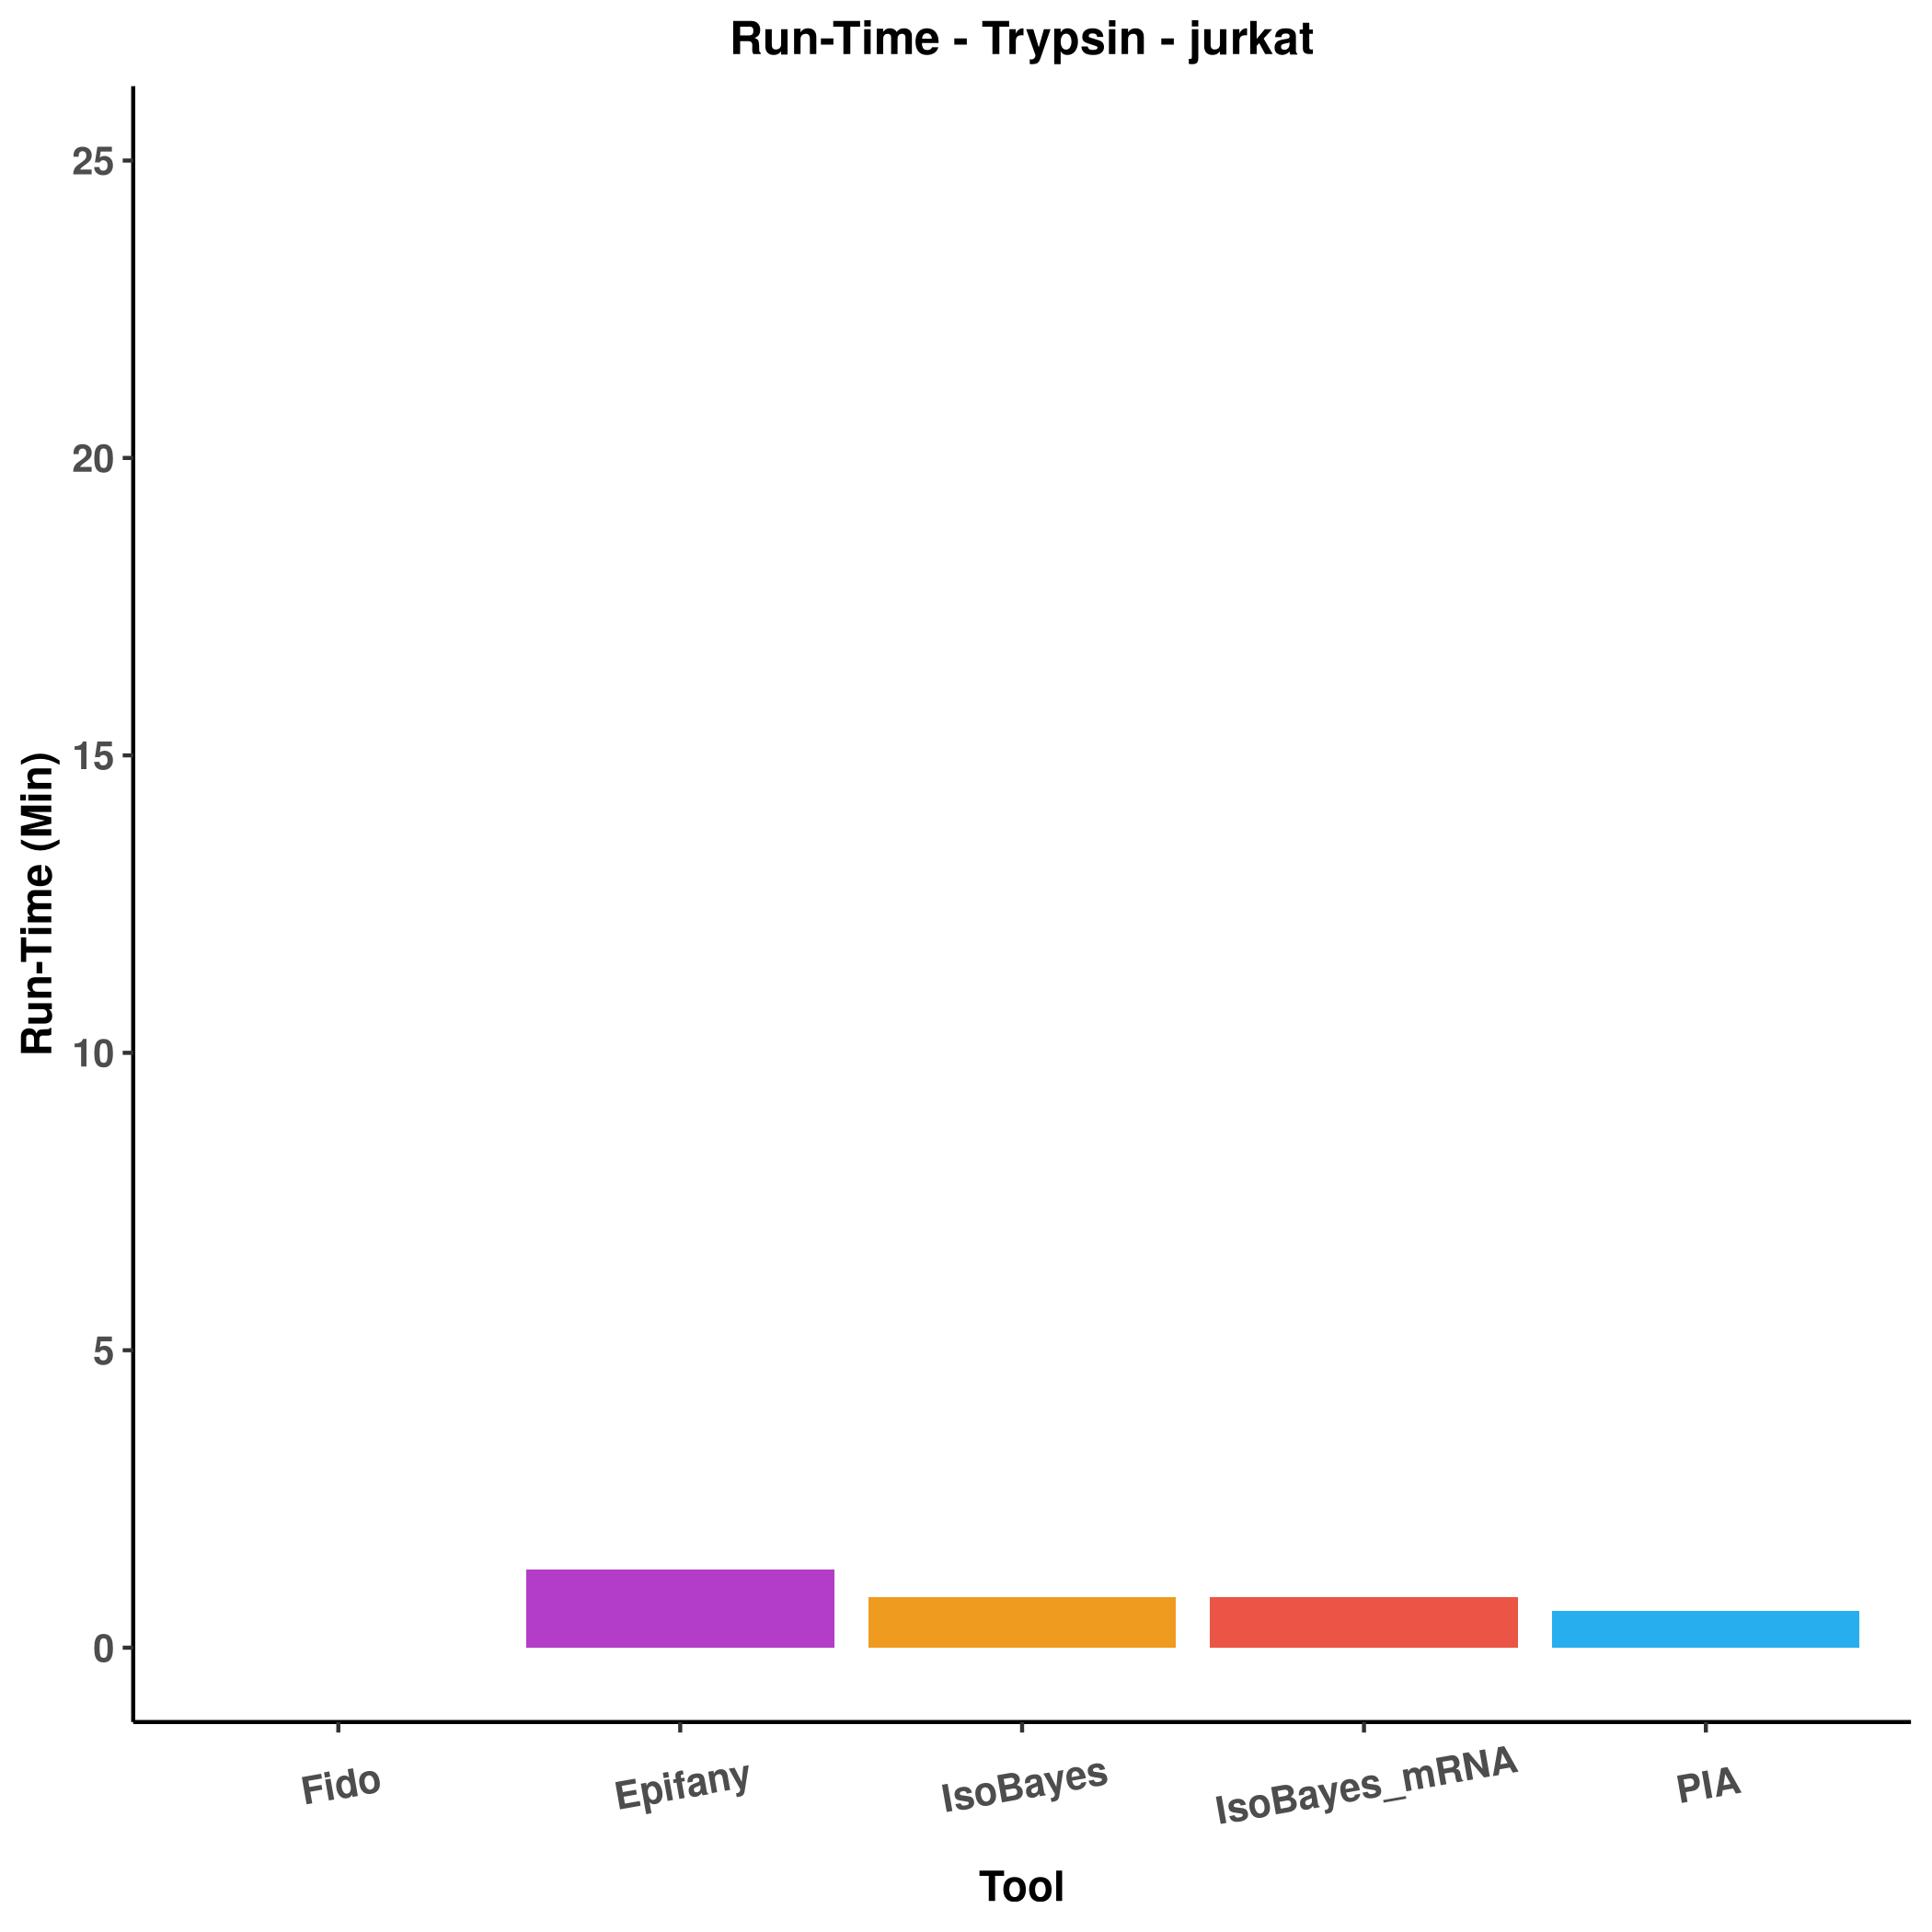 Run-Time - Trypsin - jurkat
Run-Time (Min)
25
20
15
10
5
0
Fido
Epifany
IsoBayes
IsoBayes_mRNA
PIA
Tool